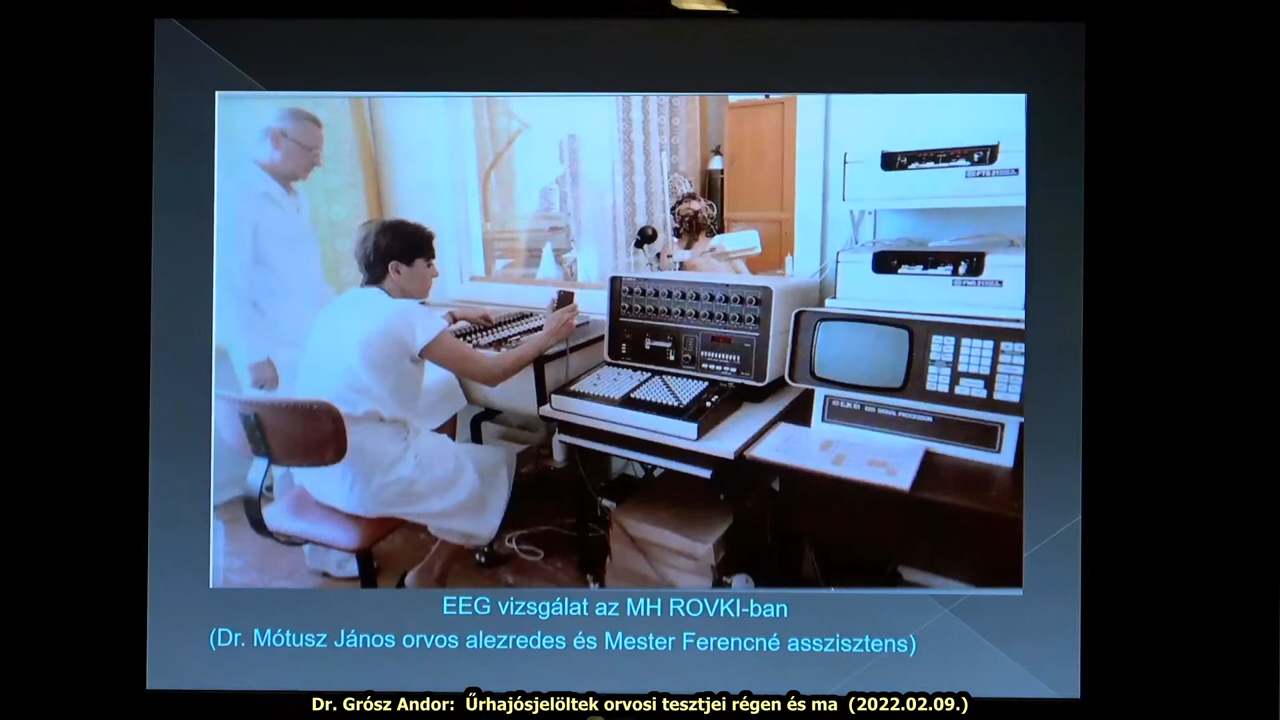 EEG vizsgálat az MH ROVKI-ban
(Dr. Mótusz János orvos alezredes és Mester Ferencné asszisztens)
Dr. Grósz Andor:  Űrhajósjelöltek orvosi tesztjei régen és ma  (2022.02.09.)